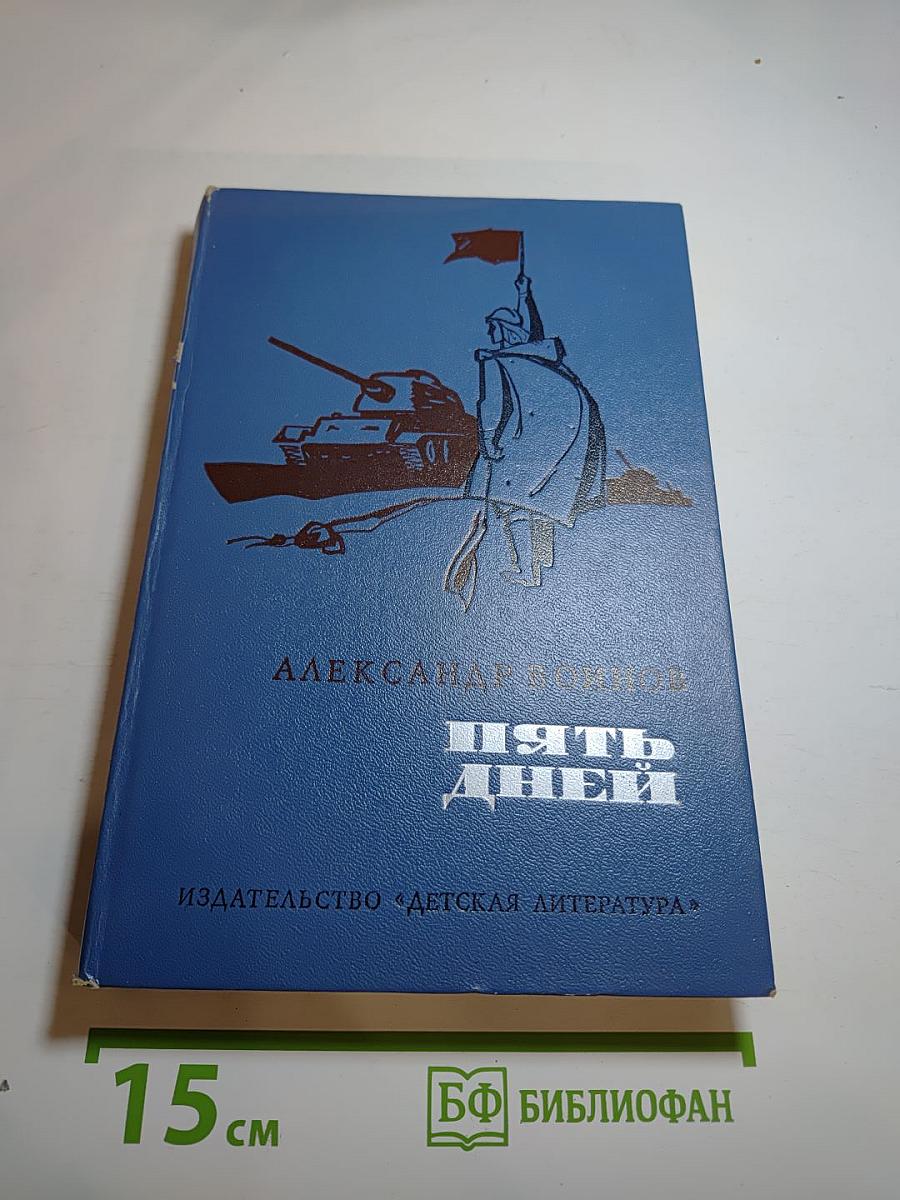 АЛЕКСАНДР ВОИНОВ
ПЯТЬ
ДНЕЙ
ИЗДАТЕЛЬСТВО «ДЕТСКАЯ ЛИТЕРАТУРА»
15 см
БФ БИБЛИОФАН